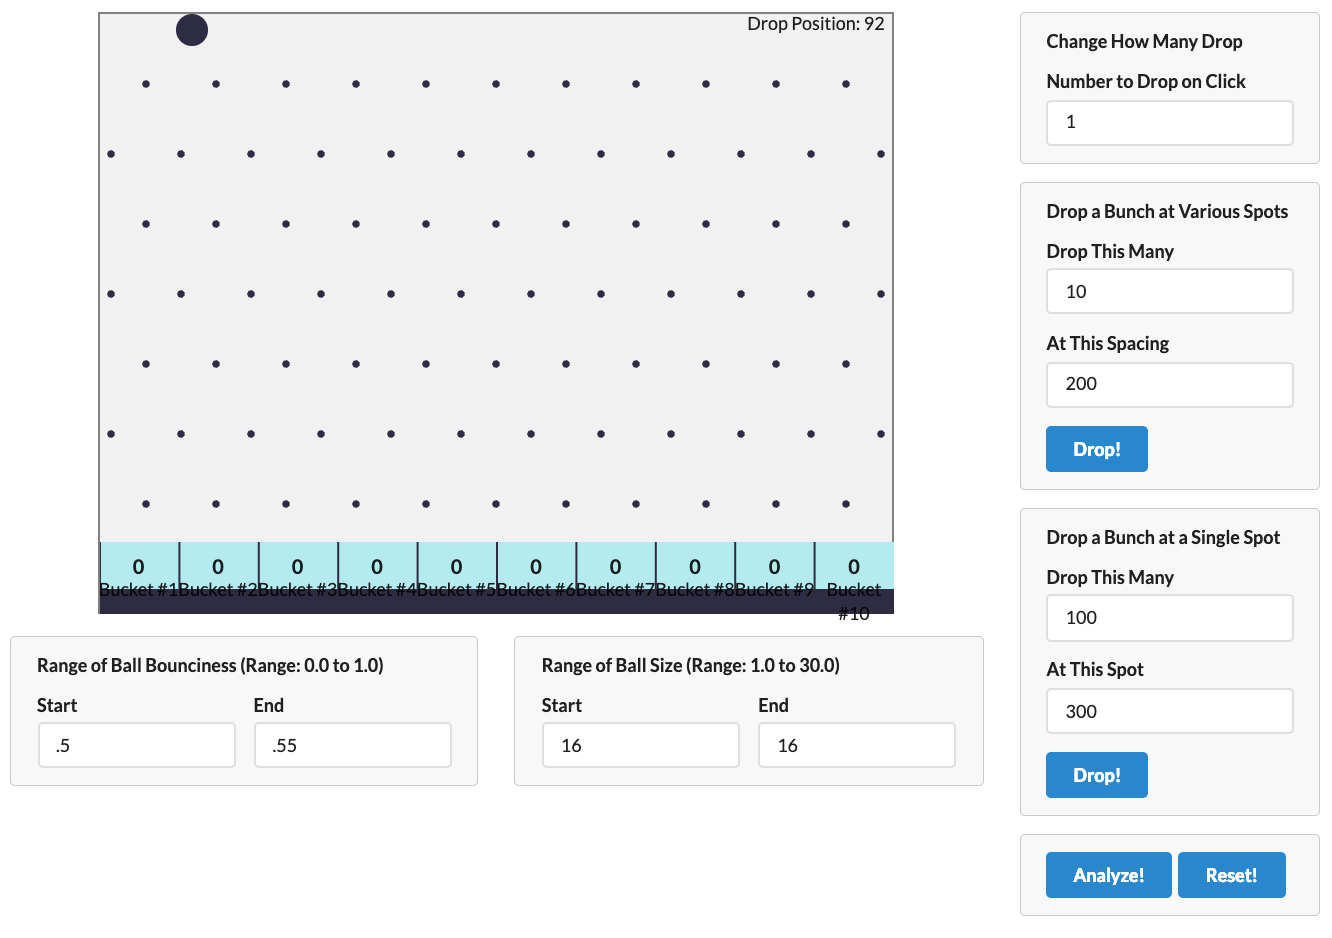 Drop Position: 92
0 0 0 0 0 0 0 0 0 0
Bucket #1 Bucket #2 Bucket #3 Bucket #4 Bucket #5 Bucket #6 Bucket #7 Bucket #8 Bucket #9 Bucket
#10
Range of Ball Bounciness (Range: 0.0 to 1.0)
Start End
.5 .55
Range of Ball Size (Range: 1.0 to 30.0)
Start End
16 16
Change How Many Drop
Number to Drop on Click
1
Drop a Bunch at Various Spots
Drop This Many
10
At This Spacing
200
Drop!
Drop a Bunch at a Single Spot
Drop This Many
100
At This Spot
300
Drop!
Analyze! Reset!